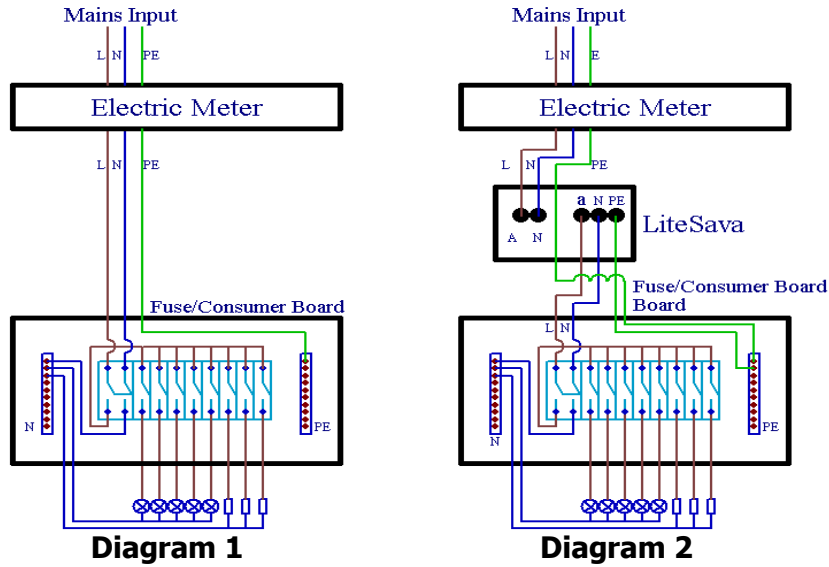 Mains Input
L N PE
Electric Meter
L N PE
Fuse/Consumer Board
N
PE
Diagram 1
Mains Input
L N E
Electric Meter
L N PE
a N PE
A N
LiteSava
Fuse/Consumer Board
Board
L N
N
PE
Diagram 2